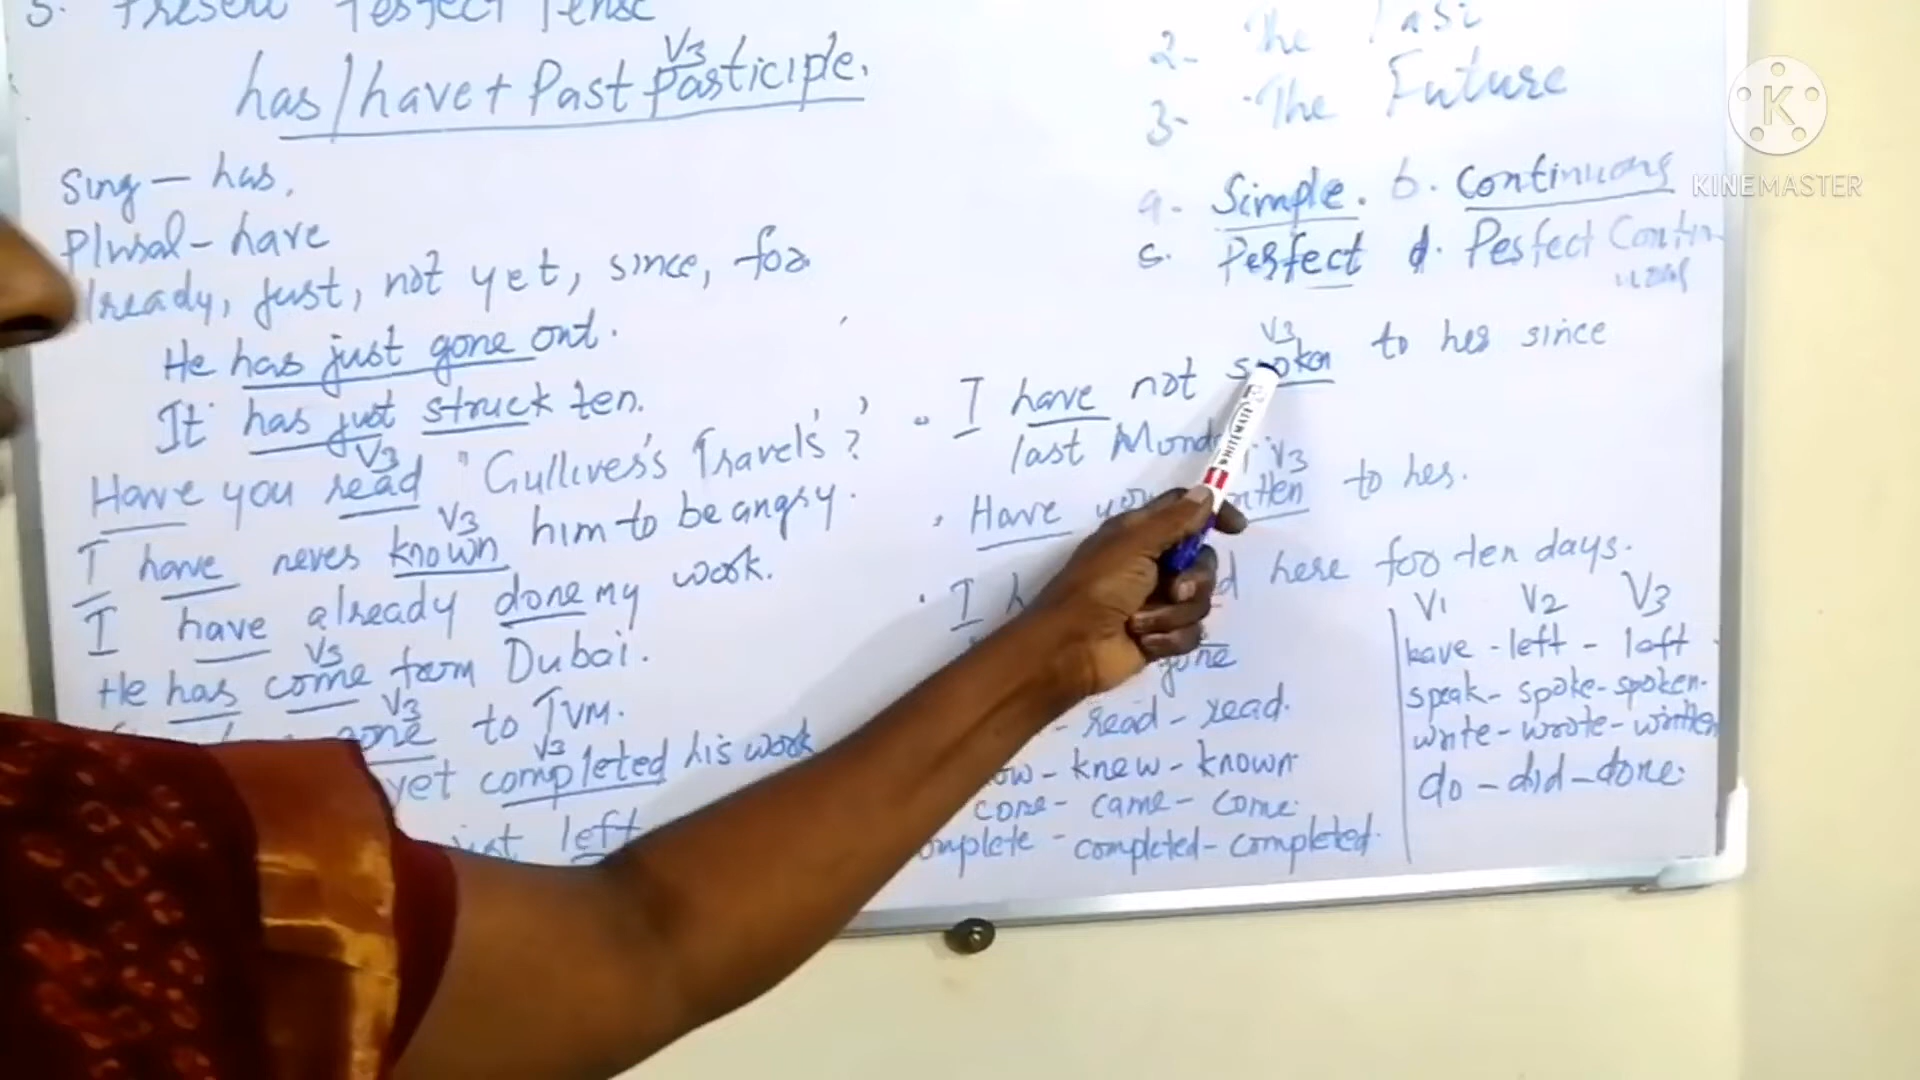 3. Present Perfect Tense
V3
has/have + Past Participle.
Sing – has.
Plural – have
already, just, not yet, since, for
He has just gone out.
It has just struck ten.
V3
Have you read "Gulliver's Travels'?
V3
I have never known him to be angry.
I have already done my work.
V3
He has come from Dubai.
V3
gone to TVM.
V3
yet completed his work
just left
2- The Past
3- The Future
a- Simple. b. Continuous
c. Perfect d. Perfect Continuous
V3
I have not spoken to her since
last
V3
Have to her.
I here for ten days.
gone
- read - read.
- knew - known
come - came - come.
complete - completed - completed.
V1 V2 V3
leave - left - left
speak - spoke - spoken.
write - wrote - written
do - did - done.
KINEMASTER